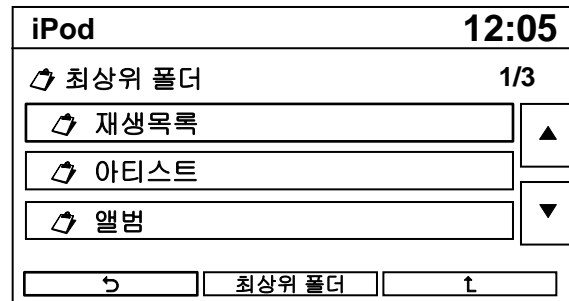 iPod 12:05
최상위 폴더 1/3
재생목록
아티스트
앨범
최상위 폴더